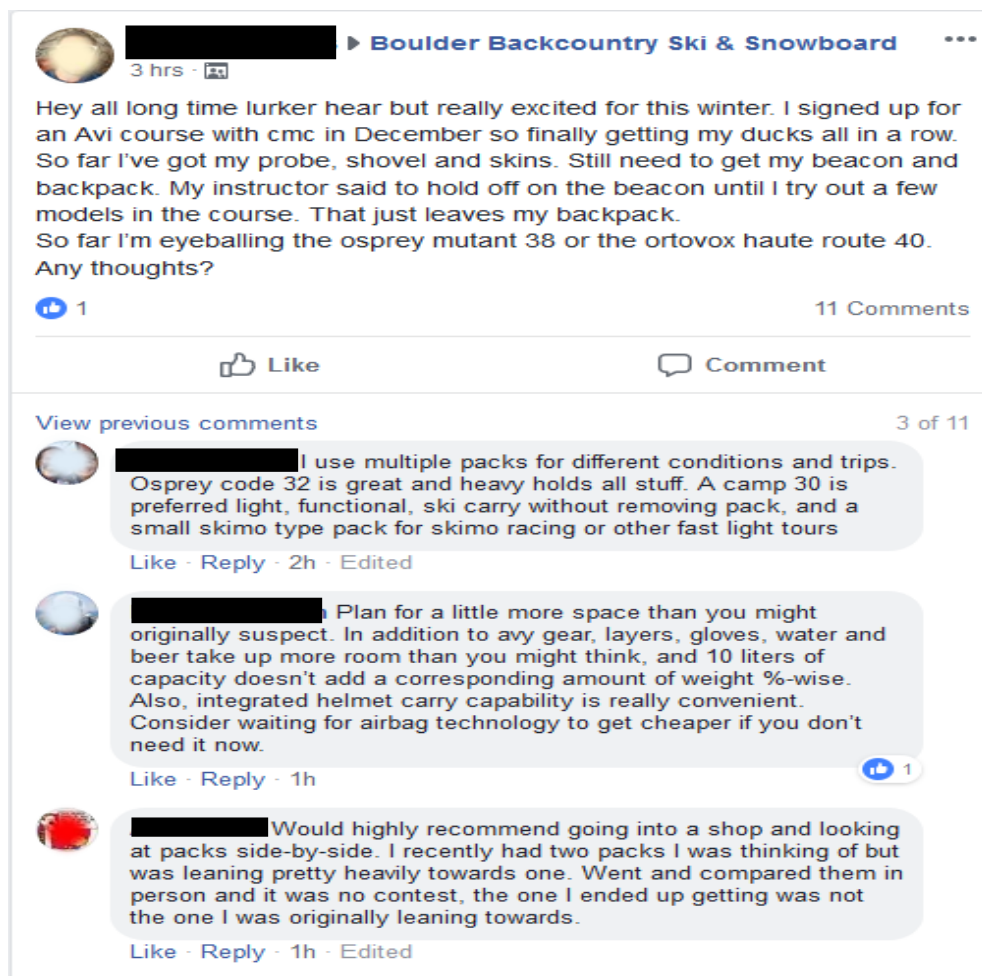 Boulder Backcountry Ski & Snowboard
3 hrs ·
Hey all long time lurker hear but really excited for this winter. I signed up for
an Avi course with cmc in December so finally getting my ducks all in a row.
So far I've got my probe, shovel and skins. Still need to get my beacon and
backpack. My instructor said to hold off on the beacon until I try out a few
models in the course. That just leaves my backpack.
So far I'm eyeballing the osprey mutant 38 or the ortovox haute route 40.
Any thoughts?
1
11 Comments
Like
Comment
View previous comments
3 of 11
I use multiple packs for different conditions and trips.
Osprey code 32 is great and heavy holds all stuff. A camp 30 is
preferred light, functional, ski carry without removing pack, and a
small skimo type pack for skimo racing or other fast light tours
Like · Reply · 2h · Edited
Plan for a little more space than you might
originally suspect. In addition to avy gear, layers, gloves, water and
beer take up more room than you might think, and 10 liters of
capacity doesn't add a corresponding amount of weight %-wise.
Also, integrated helmet carry capability is really convenient.
Consider waiting for airbag technology to get cheaper if you don't
need it now.
1
Like · Reply · 1h
Would highly recommend going into a shop and looking
at packs side-by-side. I recently had two packs I was thinking of but
was leaning pretty heavily towards one. Went and compared them in
person and it was no contest, the one I ended up getting was not
the one I was originally leaning towards.
Like · Reply · 1h · Edited